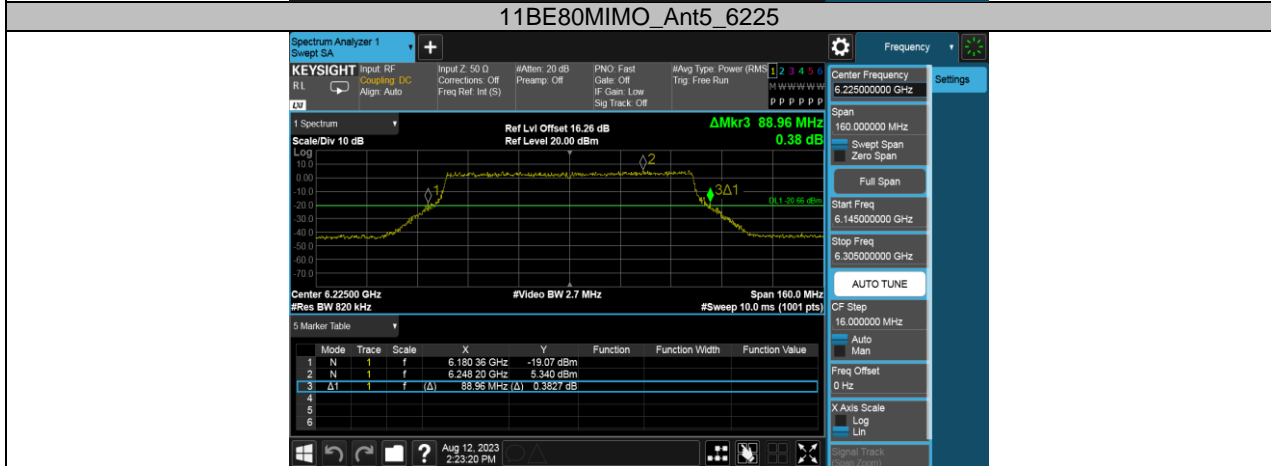 11BE80MIMO_Ant5_6225
Spectrum Analyzer 1
Swept SA
Frequency
KEYSIGHT
RL
LXI
Input: RF
Coupling: DC
Align: Auto
Input Z: 50 Ω
Corrections: Off
Freq Ref: Int (S)
#Atten: 20 dB
Preamp: Off
PNO: Fast
Gate: Off
IF Gain: Low
Sig Track: Off
#Avg Type: Power (RMS
Trig: Free Run
1 2 3 4 5 6
M W W W W W
P P P P P P
Center Frequency
6.225000000 GHz
Settings
1 Spectrum
Scale/Div 10 dB
Ref Lvl Offset 16.26 dB
Ref Level 20.00 dBm
ΔMkr3 88.96 MHz
0.38 dB
Span
160.000000 MHz
Swept Span
Zero Span
Full Span
Start Freq
6.145000000 GHz
Stop Freq
6.305000000 GHz
AUTO TUNE
CF Step
16.000000 MHz
Auto
Man
Freq Offset
0 Hz
X Axis Scale
Log
Lin
Signal Track
(Span Zoom)
Log
10.0
0.00
-10.0
-20.0
-30.0
-40.0
-50.0
-60.0
-70.0
1
2
3Δ1
DL1 -20.66 dBm
Center 6.22500 GHz
#Video BW 2.7 MHz
Span 160.0 MHz
#Res BW 820 kHz
#Sweep 10.0 ms (1001 pts)
5 Marker Table
Mode Trace Scale X Y Function Function Width Function Value
1 N 1 f 6.180 36 GHz -19.07 dBm
2 N 1 f 6.248 20 GHz 5.340 dBm
3 Δ1 1 f (Δ) 88.96 MHz (Δ) 0.3827 dB
4
5
6
?
Aug 12, 2023
2:23:20 PM